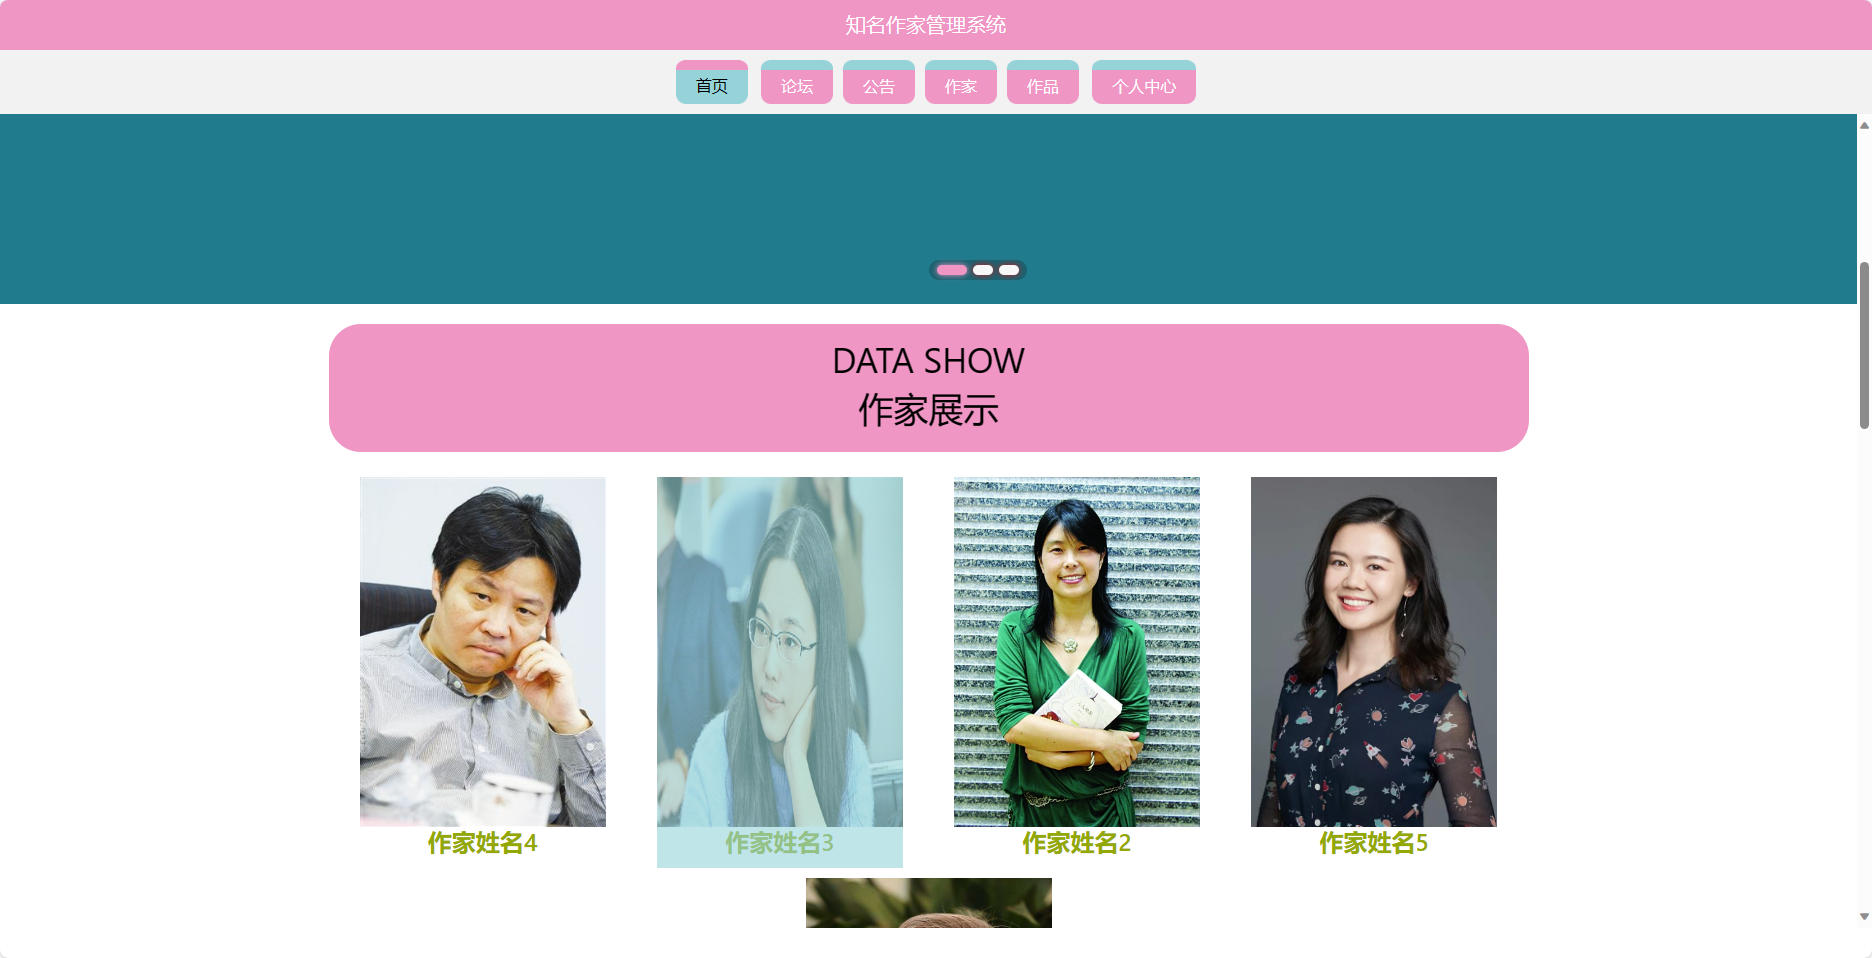 知名作家管理系统
首页 论坛 公告 作家 作品 个人中心
DATA SHOW
作家展示
作家姓名4 作家姓名3 作家姓名2 作家姓名5